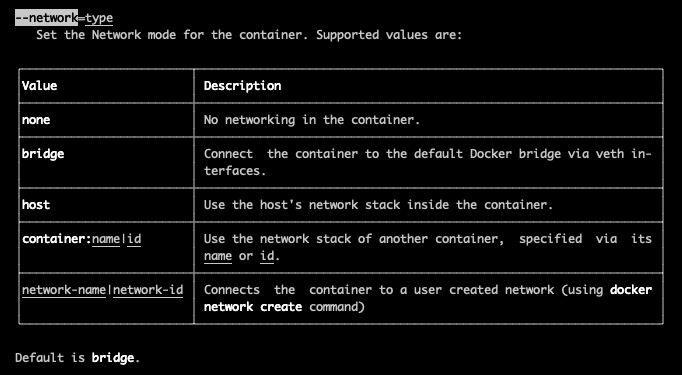 --network=type
Set the Network mode for the container. Supported values are:
Value Description
none No networking in the container.
bridge Connect the container to the default Docker bridge via veth in-
terfaces.
host Use the host's network stack inside the container.
container:name|id Use the network stack of another container, specified via its
name or id.
network-name|network-id Connects the container to a user created network (using docker
network create command)
Default is bridge.